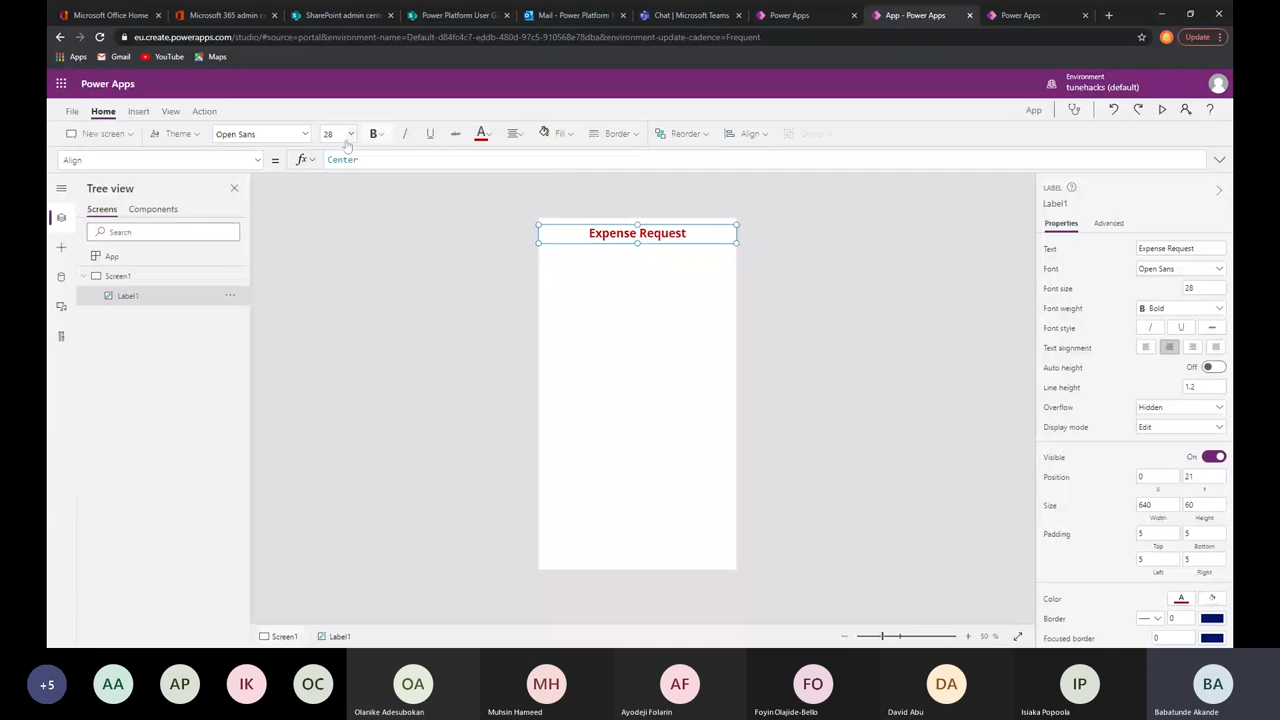 Microsoft Office Home
Microsoft 365 admin ce
SharePoint admin cent
Power Platform User G
Mail - Power Platform
Chat | Microsoft Teams
Power Apps
App - Power Apps
Power Apps
eu.create.powerapps.com/studio/#source=portal&environment-name=Default-d84fc4c7-eddb-480d-97c5-910568e78dba&environment-update-cadence=Frequent
Update
Apps
Gmail
YouTube
Maps
Power Apps
Environment
tunehacks (default)
File
Home
Insert
View
Action
App
New screen
Theme
Open Sans
28
B
A
Fill
Border
Reorder
Align
Group
Align
=
fx
Center
Tree view
Screens
Components
Search
App
Screen1
Label1
Expense Request
LABEL
Label1
Properties
Advanced
Text
Expense Request
Font
Open Sans
Font size
28
Font weight
B Bold
Font style
/ U
Text alignment
Auto height
Off
Line height
1.2
Overflow
Hidden
Display mode
Edit
Visible
On
Position
0
21
X
Y
Size
640
60
Width
Height
Padding
5
5
Top
Bottom
5
5
Left
Right
Color
A
Border
0
Focused border
0
Screen1
Label1
50 %
+5
AA
AP
IK
OC
OA
Olanike Adesubokan
MH
Muhsin Hameed
AF
Ayodeji Folarin
FO
Foyin Olajide-Bello
DA
David Abu
IP
Isiaka Popoola
BA
Babatunde Akande